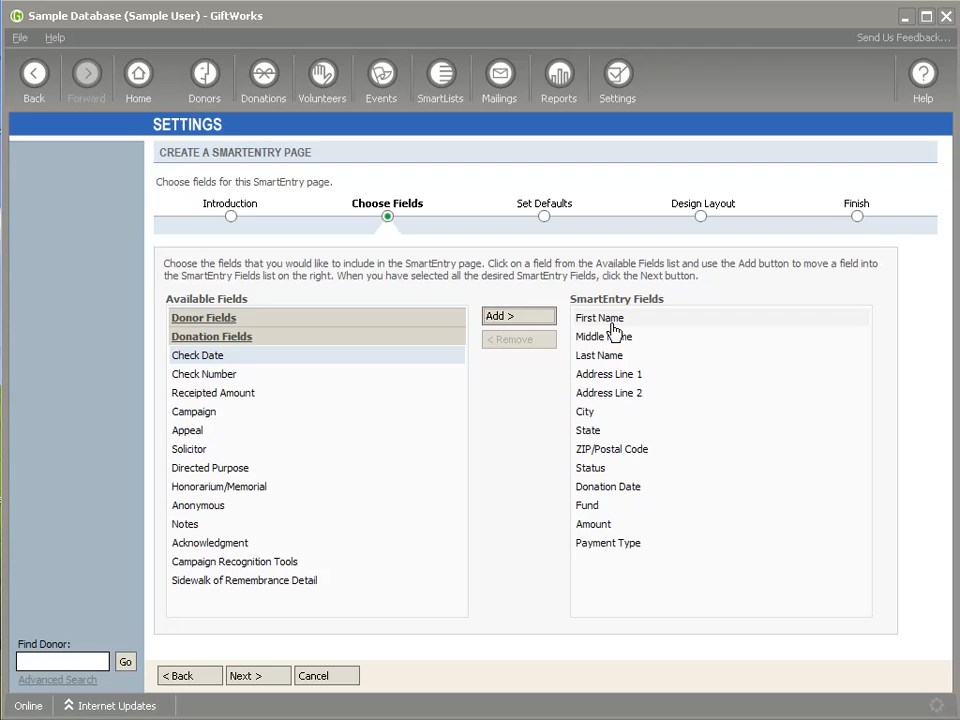 Sample Database (Sample User) - GiftWorks
File Help Send Us Feedback...
Back Forward Home Donors Donations Volunteers Events SmartLists Mailings Reports Settings Help
SETTINGS
CREATE A SMARTENTRY PAGE
Choose fields for this SmartEntry page.
Introduction Choose Fields Set Defaults Design Layout Finish
Choose the fields that you would like to include in the SmartEntry page. Click on a field from the Available Fields list and use the Add button to move a field into
the SmartEntry Fields list on the right. When you have selected all the desired SmartEntry Fields, click the Next button.
Available Fields
Donor Fields
Donation Fields
Check Date
Check Number
Receipted Amount
Campaign
Appeal
Solicitor
Directed Purpose
Honorarium/Memorial
Anonymous
Notes
Acknowledgment
Campaign Recognition Tools
Sidewalk of Remembrance Detail
Add >
< Remove
SmartEntry Fields
First Name
Middle Name
Last Name
Address Line 1
Address Line 2
City
State
ZIP/Postal Code
Status
Donation Date
Fund
Amount
Payment Type
Find Donor:
Go
Advanced Search
< Back Next > Cancel
Online Internet Updates